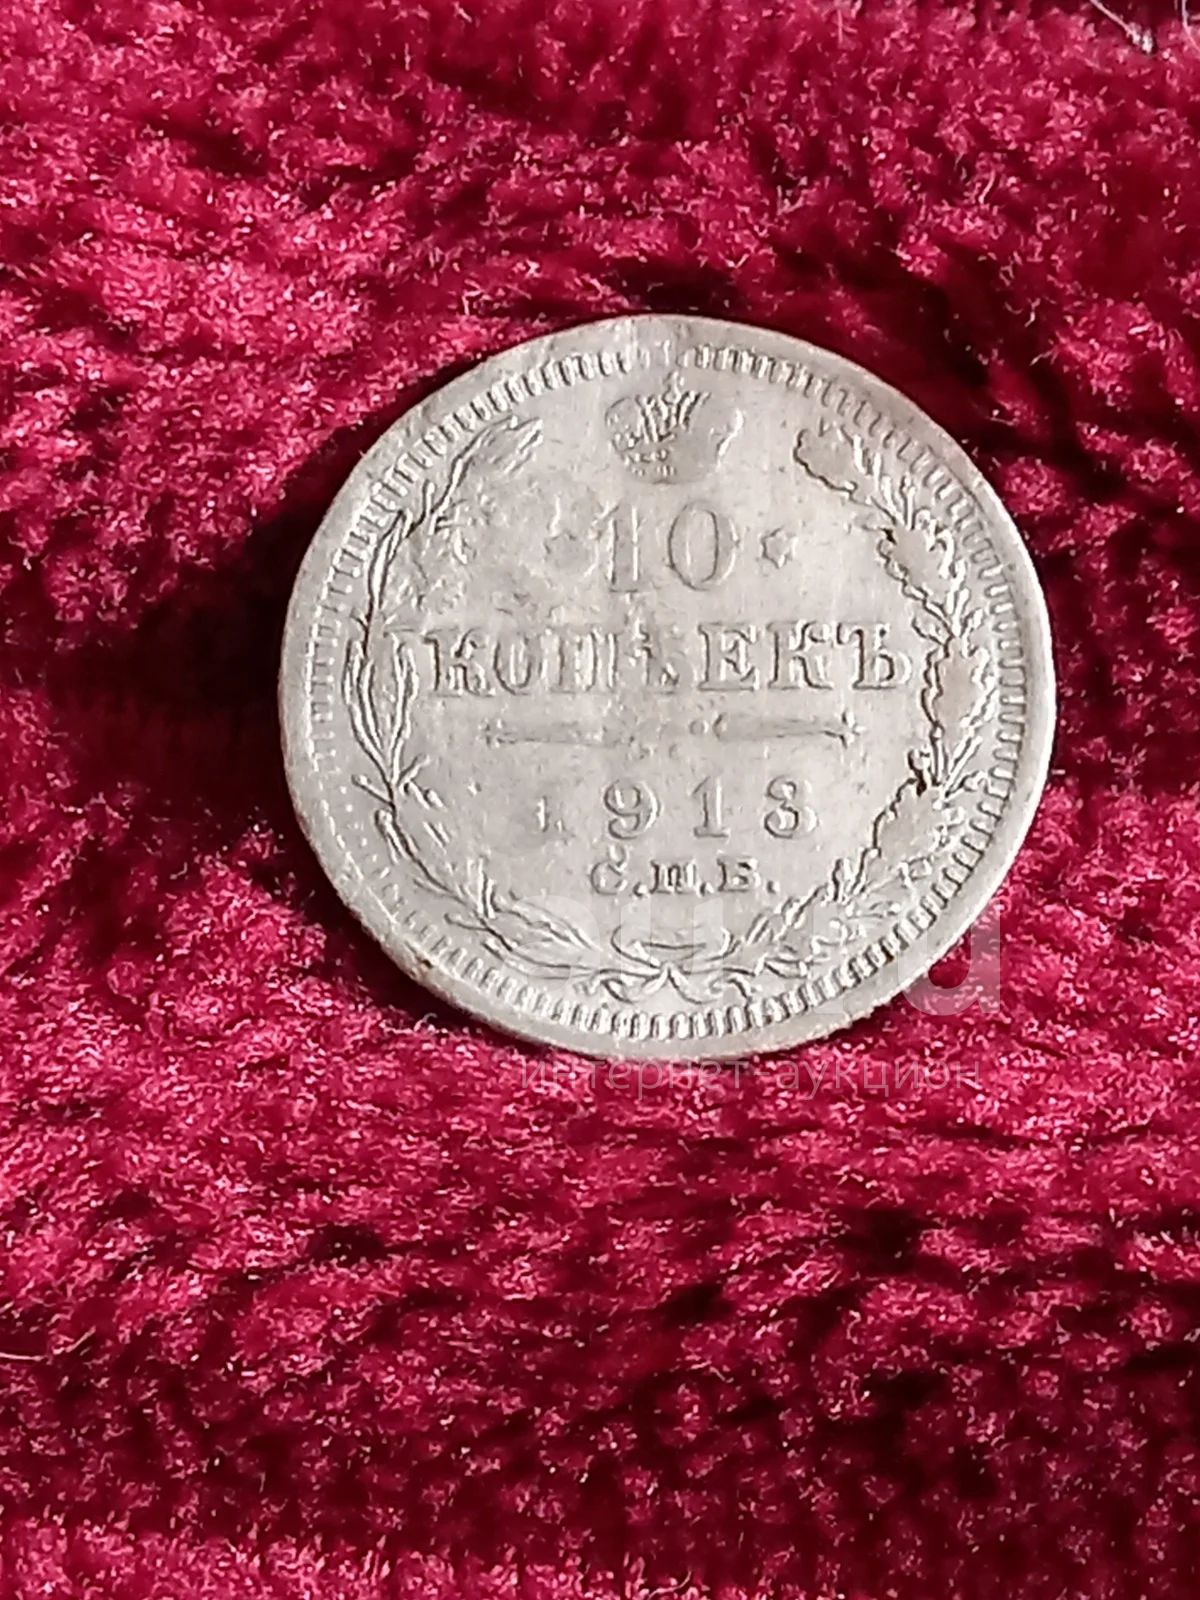 10
КОПѢЕКЪ
1913
С.П.Б.
интернет-аукцион